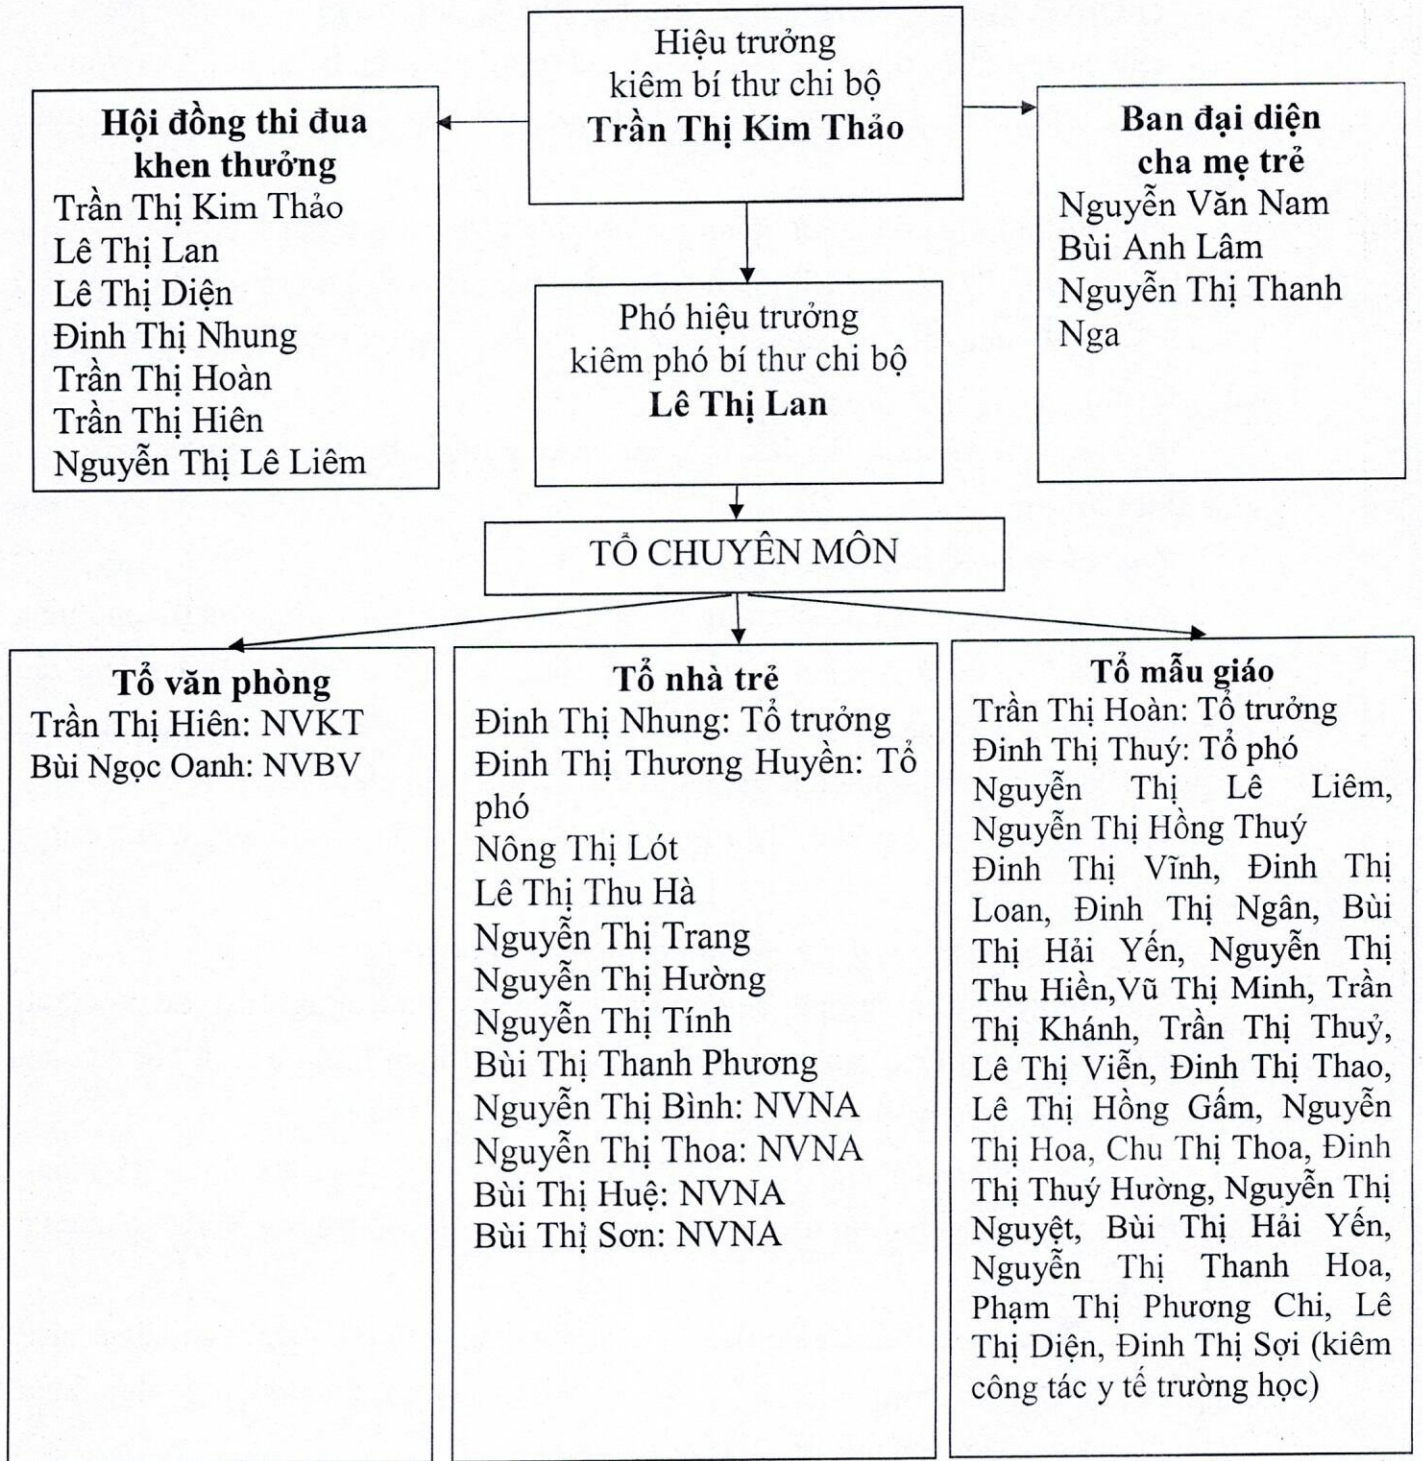 Hiệu trưởng
kiêm bí thư chi bộ
Trần Thị Kim Thảo
Hội đồng thi đua
khen thưởng
Trần Thị Kim Thảo
Lê Thị Lan
Lê Thị Diện
Đinh Thị Nhung
Trần Thị Hoàn
Trần Thị Hiên
Nguyễn Thị Lê Liêm
Ban đại diện
cha mẹ trẻ
Nguyễn Văn Nam
Bùi Anh Lâm
Nguyễn Thị Thanh
Nga
Phó hiệu trưởng
kiêm phó bí thư chi bộ
Lê Thị Lan
TỔ CHUYÊN MÔN
Tổ văn phòng
Trần Thị Hiên: NVKT
Bùi Ngọc Oanh: NVBV
Tổ nhà trẻ
Đinh Thị Nhung: Tổ trưởng
Đinh Thị Thương Huyền: Tổ
phó
Nông Thị Lót
Lê Thị Thu Hà
Nguyễn Thị Trang
Nguyễn Thị Hường
Nguyễn Thị Tính
Bùi Thị Thanh Phương
Nguyễn Thị Bình: NVNA
Nguyễn Thị Thoa: NVNA
Bùi Thị Huệ: NVNA
Bùi Thị Sơn: NVNA
Tổ mẫu giáo
Trần Thị Hoàn: Tổ trưởng
Đinh Thị Thuý: Tổ phó
Nguyễn Thị Lê Liêm,
Nguyễn Thị Hồng Thuý
Đinh Thị Vĩnh, Đinh Thị
Loan, Đinh Thị Ngân, Bùi
Thị Hải Yến, Nguyễn Thị
Thu Hiền,Vũ Thị Minh, Trần
Thị Khánh, Trần Thị Thuỷ,
Lê Thị Viễn, Đinh Thị Thao,
Lê Thị Hồng Gấm, Nguyễn
Thị Hoa, Chu Thị Thoa, Đinh
Thị Thuý Hường, Nguyễn Thị
Nguyệt, Bùi Thị Hải Yến,
Nguyễn Thị Thanh Hoa,
Phạm Thị Phương Chi, Lê
Thị Diện, Đinh Thị Sợi (kiêm
công tác y tế trường học)